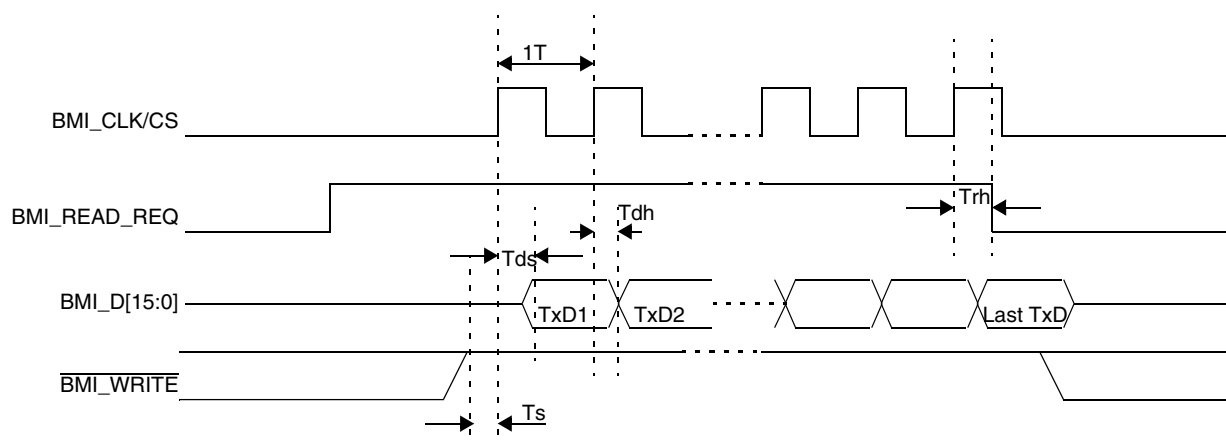 1T
BMI_CLK/CS
BMI_READ_REQ
Trh
Tdh
Tds
BMI_D[15:0]
TxD1
TxD2
Last TxD
BMI_WRITE
Ts